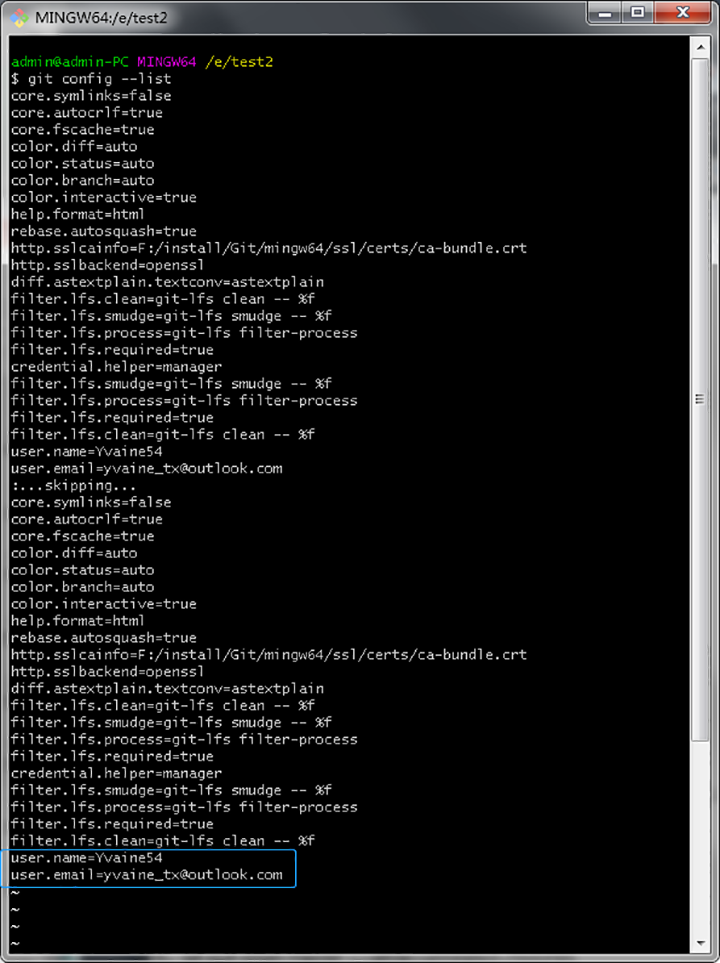 MINGW64:/e/test2
admin@admin-PC MINGW64 /e/test2
$ git config --list
core.symlinks=false
core.autocrlf=true
core.fscache=true
color.diff=auto
color.status=auto
color.branch=auto
color.interactive=true
help.format=html
rebase.autosquash=true
http.sslcainfo=F:/install/Git/mingw64/ssl/certs/ca-bundle.crt
http.sslbackend=openssl
diff.astextplain.textconv=astextplain
filter.lfs.clean=git-lfs clean -- %f
filter.lfs.smudge=git-lfs smudge -- %f
filter.lfs.process=git-lfs filter-process
filter.lfs.required=true
credential.helper=manager
filter.lfs.smudge=git-lfs smudge -- %f
filter.lfs.process=git-lfs filter-process
filter.lfs.required=true
filter.lfs.clean=git-lfs clean -- %f
user.name=Yvaine54
user.email=yvaine_tx@outlook.com
:...skipping...
core.symlinks=false
core.autocrlf=true
core.fscache=true
color.diff=auto
color.status=auto
color.branch=auto
color.interactive=true
help.format=html
rebase.autosquash=true
http.sslcainfo=F:/install/Git/mingw64/ssl/certs/ca-bundle.crt
http.sslbackend=openssl
diff.astextplain.textconv=astextplain
filter.lfs.clean=git-lfs clean -- %f
filter.lfs.smudge=git-lfs smudge -- %f
filter.lfs.process=git-lfs filter-process
filter.lfs.required=true
credential.helper=manager
filter.lfs.smudge=git-lfs smudge -- %f
filter.lfs.process=git-lfs filter-process
filter.lfs.required=true
filter.lfs.clean=git-lfs clean -- %f
user.name=Yvaine54
user.email=yvaine_tx@outlook.com
~
~
~
~